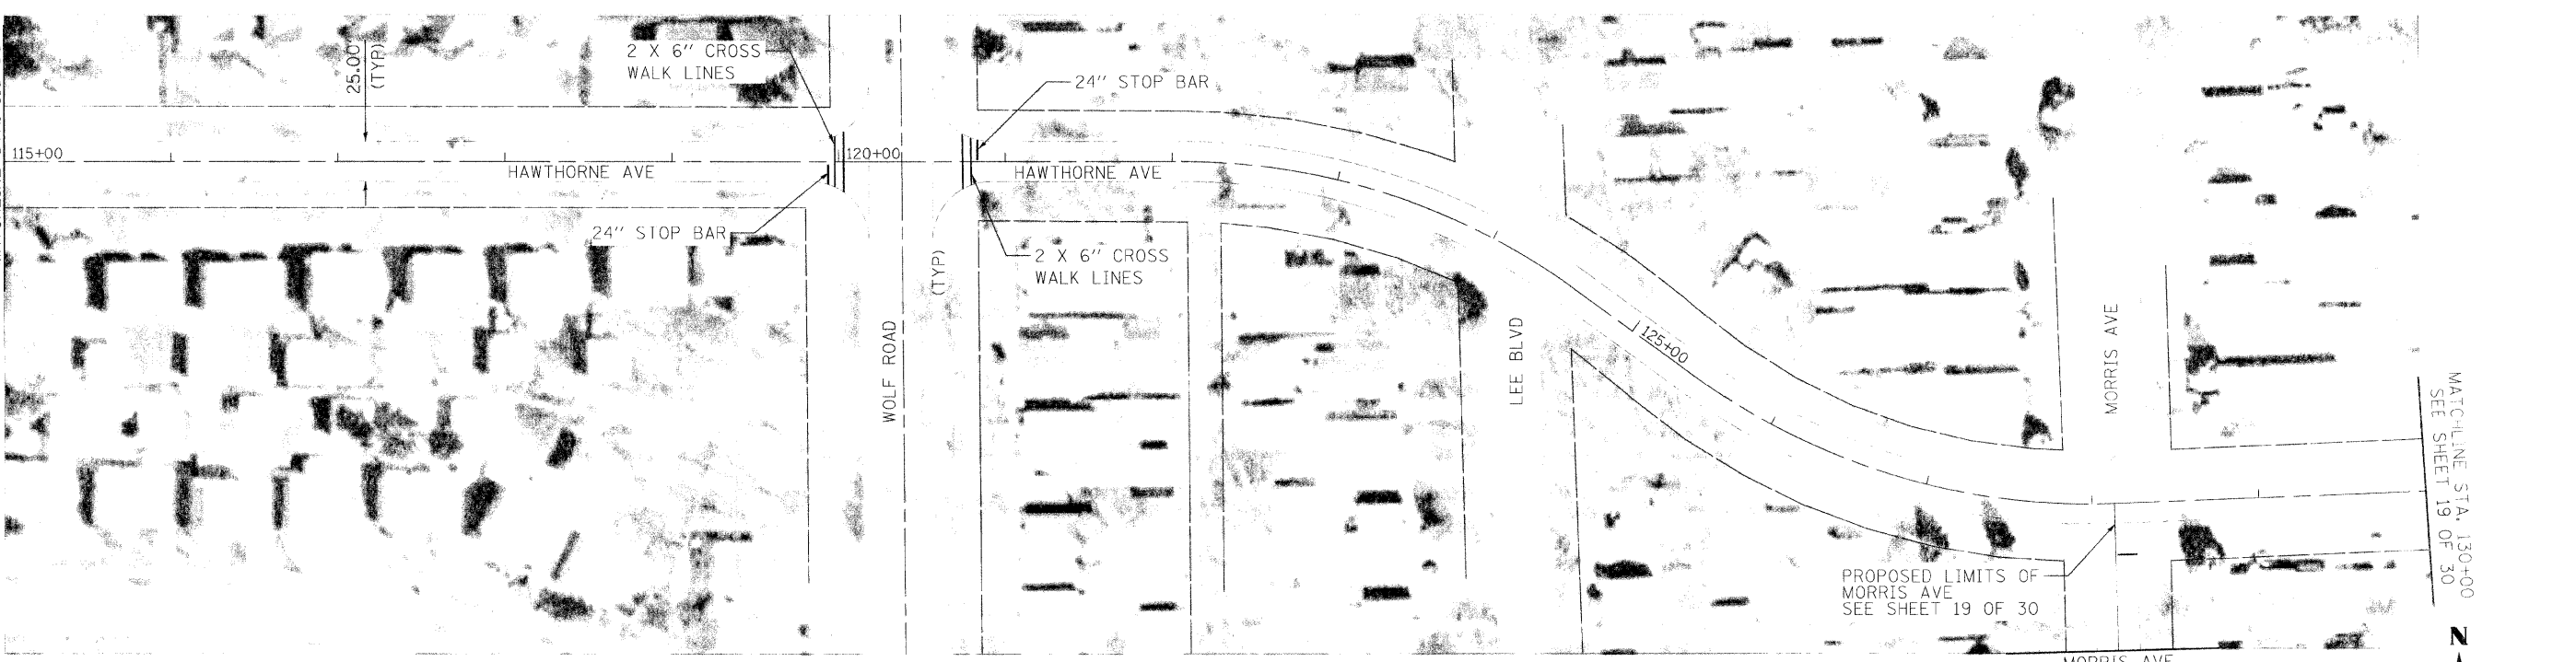 25.00'
(TYP)
2 X 6" CROSS
WALK LINES
24" STOP BAR
115+00
120+00
HAWTHORNE AVE
HAWTHORNE AVE
24" STOP BAR
2 X 6" CROSS
WALK LINES
(TYP)
WOLF ROAD
LEE BLVD
125+00
MORRIS AVE
MATCHLINE STA. 130+00
SEE SHEET 19 OF 30
PROPOSED LIMITS OF
MORRIS AVE
SEE SHEET 19 OF 30
N
MORRIS AVE